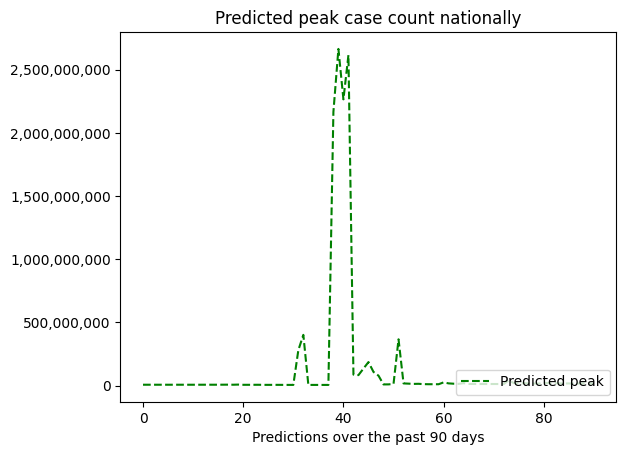 Predicted peak case count nationally
2,500,000,000
2,000,000,000
1,500,000,000
1,000,000,000
500,000,000
0
Predicted peak
0 20 40 60 80
Predictions over the past 90 days